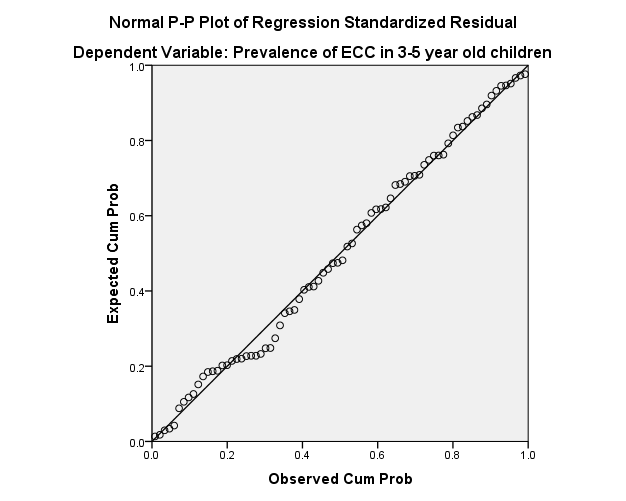 Normal P-P Plot of Regression Standardized Residual
Dependent Variable: Prevalence of ECC in 3-5 year old children
1.0
0.8
0.6
0.4
0.2
0.0
Expected Cum Prob
0.0 0.2 0.4 0.6 0.8 1.0
Observed Cum Prob